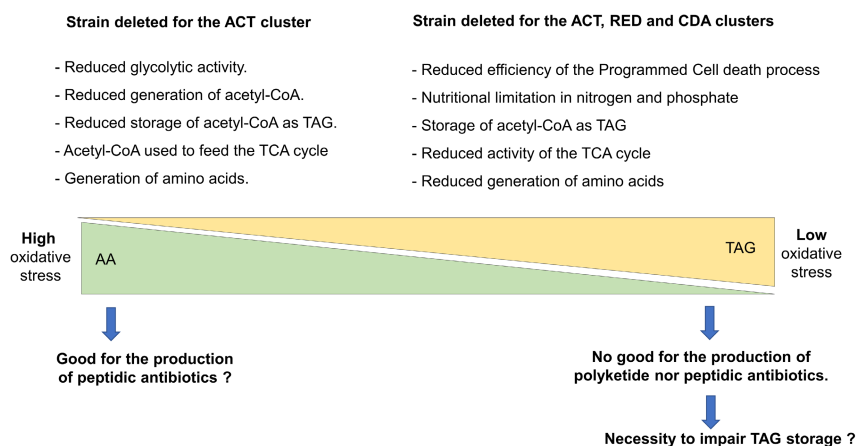 Strain deleted for the ACT cluster
- Reduced glycolytic activity.
- Reduced generation of acetyl-CoA.
- Reduced storage of acetyl-CoA as TAG.
- Acetyl-CoA used to feed the TCA cycle
- Generation of amino acids.
Strain deleted for the ACT, RED and CDA clusters
- Reduced efficiency of the Programmed Cell death process
- Nutritional limitation in nitrogen and phosphate
- Storage of acetyl-CoA as TAG
- Reduced activity of the TCA cycle
- Reduced generation of amino acids
High
oxidative
stress
AA
TAG
Low
oxidative
stress
Good for the production
of peptidic antibiotics ?
No good for the production of
polyketide nor peptidic antibiotics.
Necessity to impair TAG storage ?